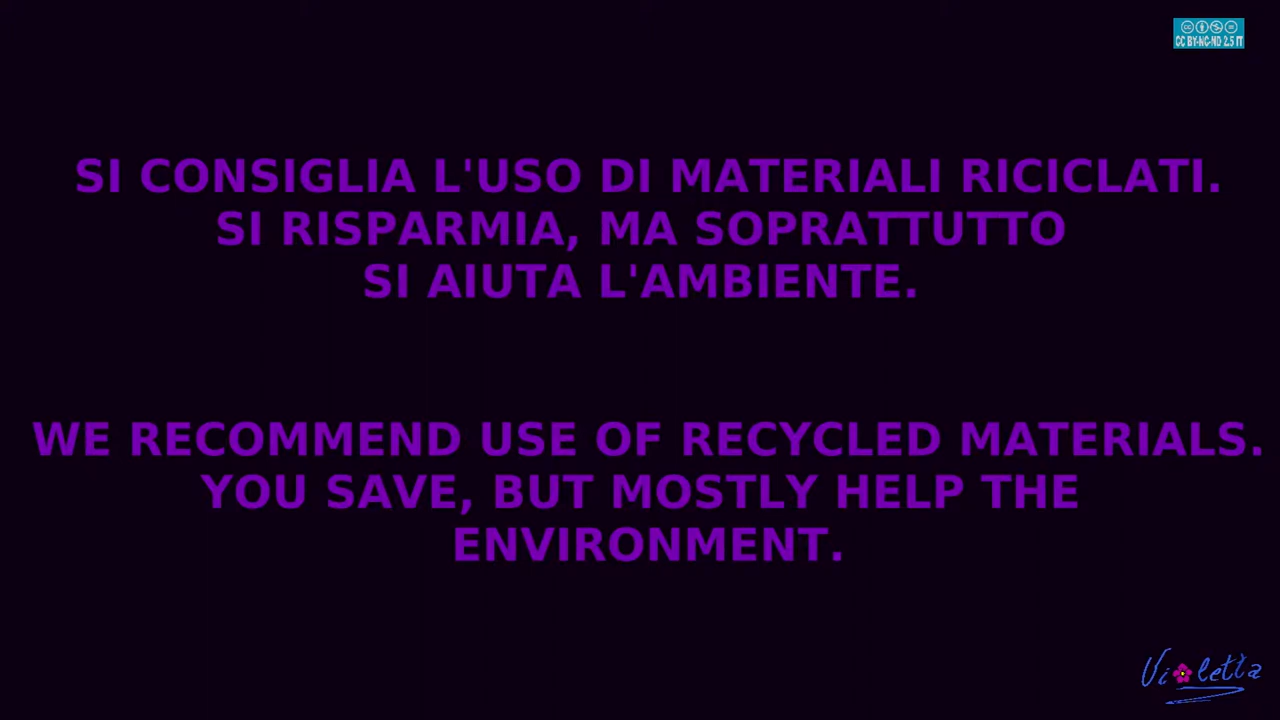 CC BY-NC-ND 2.5 IT
SI CONSIGLIA L'USO DI MATERIALI RICICLATI.
SI RISPARMIA, MA SOPRATTUTTO
SI AIUTA L'AMBIENTE.
WE RECOMMEND USE OF RECYCLED MATERIALS.
YOU SAVE, BUT MOSTLY HELP THE
ENVIRONMENT.
Violetta